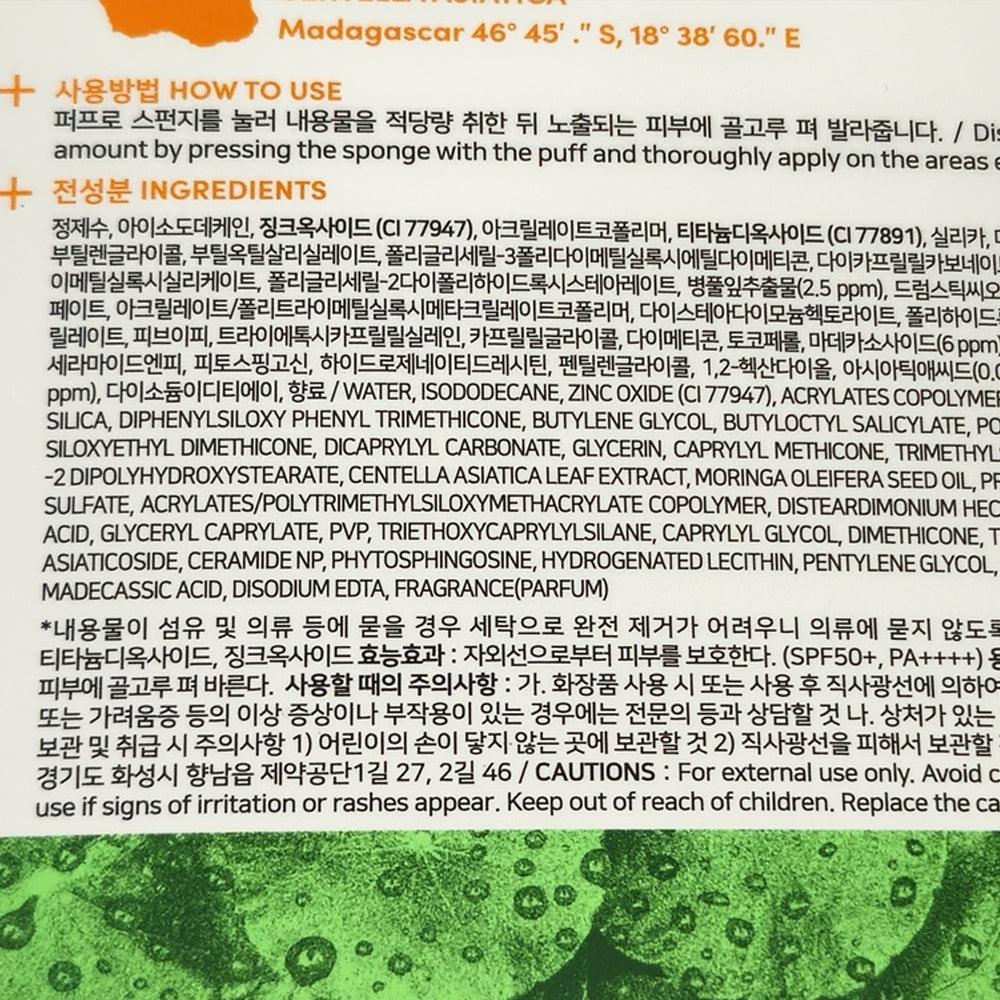 CENTELLA ASIATICA
Madagascar 46° 45′ .″ S, 18° 38′ 60.″ E
사용방법 HOW TO USE
퍼프로 스펀지를 눌러 내용물을 적당량 취한 뒤 노출되는 피부에 골고루 펴 발라줍니다. /
amount by pressing the sponge with the puff and thoroughly apply on the areas
전성분 INGREDIENTS
정제수, 아이소도데케인, 징크옥사이드 (CI 77947), 아크릴레이트코폴리머, 티타늄디옥사이드 (CI 77891), 실리카,
부틸렌글라이콜, 부틸옥틸살리실레이트, 폴리글리세릴-3폴리다이메틸실록시에틸다이메티콘, 다이카프릴릴카보네이
이메틸실록시실리케이트, 폴리글리세릴-2다이폴리하이드록시스테아레이트, 병풀잎추출물(2.5 ppm), 드럼스틱씨오
페이트, 아크릴레이트/폴리트라이메틸실록시메타크릴레이트코폴리머, 다이스테아다이모늄헥토라이트, 폴리하이드
릴레이트, 피브이피, 트라이에톡시카프릴릴실레인, 카프릴릴글라이콜, 다이메티콘, 토코페롤, 마데카소사이드(6 ppm)
세라마이드엔피, 피토스핑고신, 하이드로제네이티드레시틴, 펜틸렌글라이콜, 1,2-헥산다이올, 아시아틱애씨드(0.0
ppm), 다이소듐이디티에이, 향료 / WATER, ISODODECANE, ZINC OXIDE (CI 77947), ACRYLATES COPOLYMER
SILICA, DIPHENYLSILOXY PHENYL TRIMETHICONE, BUTYLENE GLYCOL, BUTYLOCTYL SALICYLATE, PO
SILOXYETHYL DIMETHICONE, DICAPRYLYL CARBONATE, GLYCERIN, CAPRYLYL METHICONE, TRIMETHYLS
-2 DIPOLYHYDROXYSTEARATE, CENTELLA ASIATICA LEAF EXTRACT, MORINGA OLEIFERA SEED OIL, PR
SULFATE, ACRYLATES/POLYTRIMETHYLSILOXYMETHACRYLATE COPOLYMER, DISTEARDIMONIUM HEC
ACID, GLYCERYL CAPRYLATE, PVP, TRIETHOXYCAPRYLYLSILANE, CAPRYLYL GLYCOL, DIMETHICONE, T
ASIATICOSIDE, CERAMIDE NP, PHYTOSPHINGOSINE, HYDROGENATED LECITHIN, PENTYLENE GLYCOL,
MADECASSIC ACID, DISODIUM EDTA, FRAGRANCE(PARFUM)
*내용물이 섬유 및 의류 등에 묻을 경우 세탁으로 완전 제거가 어려우니 의류에 묻지 않도록
티타늄디옥사이드, 징크옥사이드 효능효과 : 자외선으로부터 피부를 보호한다. (SPF50+, PA++++)
피부에 골고루 펴 바른다. 사용할 때의 주의사항 : 가. 화장품 사용 시 또는 사용 후 직사광선에 의하여
또는 가려움증 등의 이상 증상이나 부작용이 있는 경우에는 전문의 등과 상담할 것 나. 상처가 있는
보관 및 취급 시 주의사항 1) 어린이의 손이 닿지 않는 곳에 보관할 것 2) 직사광선을 피해서 보관할
경기도 화성시 향남읍 제약공단1길 27, 2길 46 / CAUTIONS : For external use only. Avoid
use if signs of irritation or rashes appear. Keep out of reach of children. Replace the